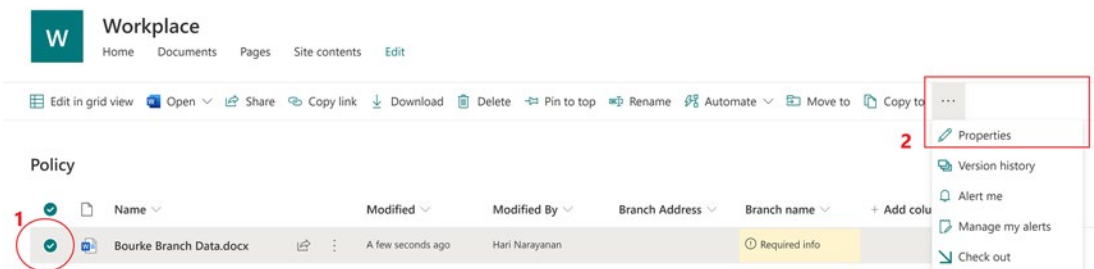 W
Workplace
Home Documents Pages Site contents Edit
Edit in grid view Open Share Copy link Download Delete Pin to top Rename Automate Move to Copy to ...
2
Properties
Policy
Version history
Alert me
1
Name Modified Modified By Branch Address Branch name + Add colu
Manage my alerts
Bourke Branch Data.docx A few seconds ago Hari Narayanan Required info
Check out